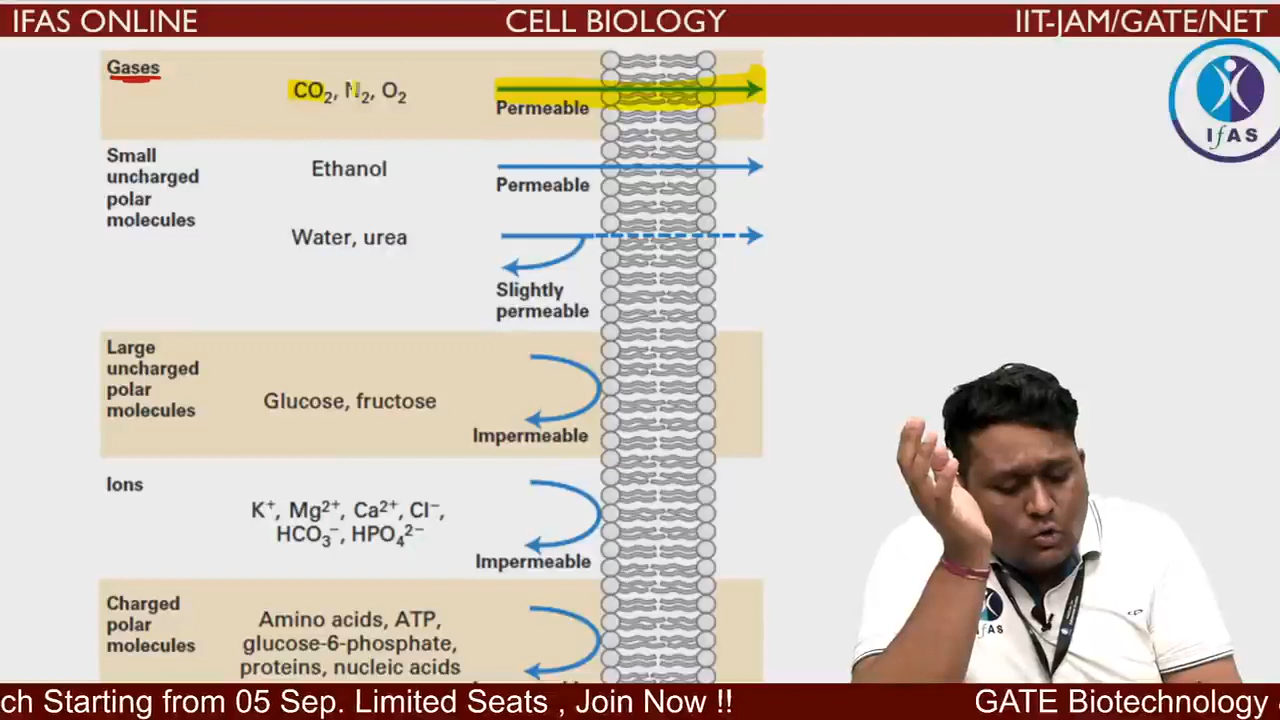 IFAS ONLINE
CELL BIOLOGY
IIT-JAM/GATE/NET
Gases
CO₂, N₂, O₂
Permeable
IfAS
Small
uncharged
polar
molecules
Ethanol
Permeable
Water, urea
Slightly
permeable
Large
uncharged
polar
molecules
Glucose, fructose
Impermeable
Ions
K⁺, Mg²⁺, Ca²⁺, Cl⁻,
HCO₃⁻, HPO₄²⁻
Impermeable
Charged
polar
molecules
Amino acids, ATP,
glucose-6-phosphate,
proteins, nucleic acids
IfAS
ch Starting from 05 Sep. Limited Seats , Join Now !!
GATE Biotechnology